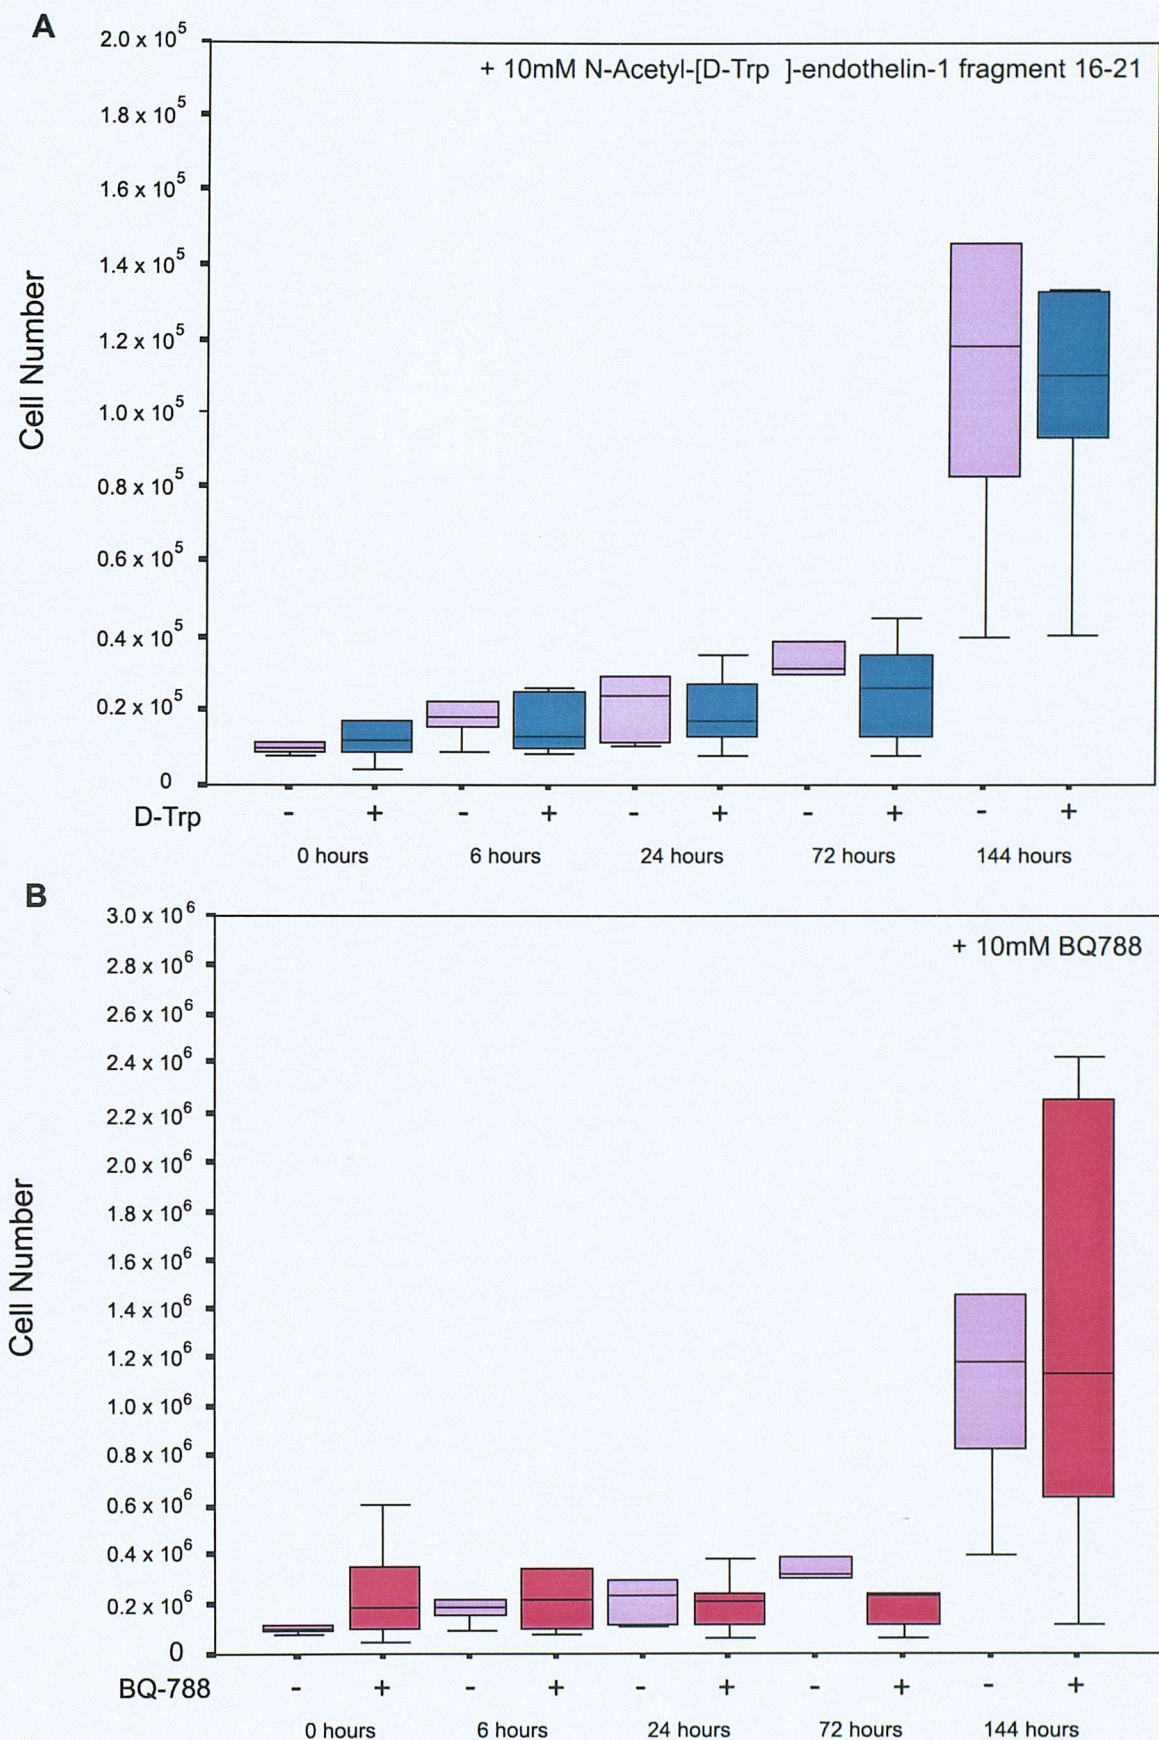 A
2.0 x 10⁵
+ 10mM N-Acetyl-[D-Trp ]-endothelin-1 fragment 16-21
1.8 x 10⁵
1.6 x 10⁵
1.4 x 10⁵
1.2 x 10⁵
1.0 x 10⁵
0.8 x 10⁵
0.6 x 10⁵
0.4 x 10⁵
0.2 x 10⁵
0
Cell Number
D-Trp - + - + - + - + - +
0 hours 6 hours 24 hours 72 hours 144 hours
B
3.0 x 10⁶
+ 10mM BQ788
2.8 x 10⁶
2.6 x 10⁶
2.4 x 10⁶
2.2 x 10⁶
2.0 x 10⁶
1.8 x 10⁶
1.6 x 10⁶
1.4 x 10⁶
1.2 x 10⁶
1.0 x 10⁶
0.8 x 10⁶
0.6 x 10⁶
0.4 x 10⁶
0.2 x 10⁶
0
Cell Number
BQ-788 - + - + - + - + - +
0 hours 6 hours 24 hours 72 hours 144 hours